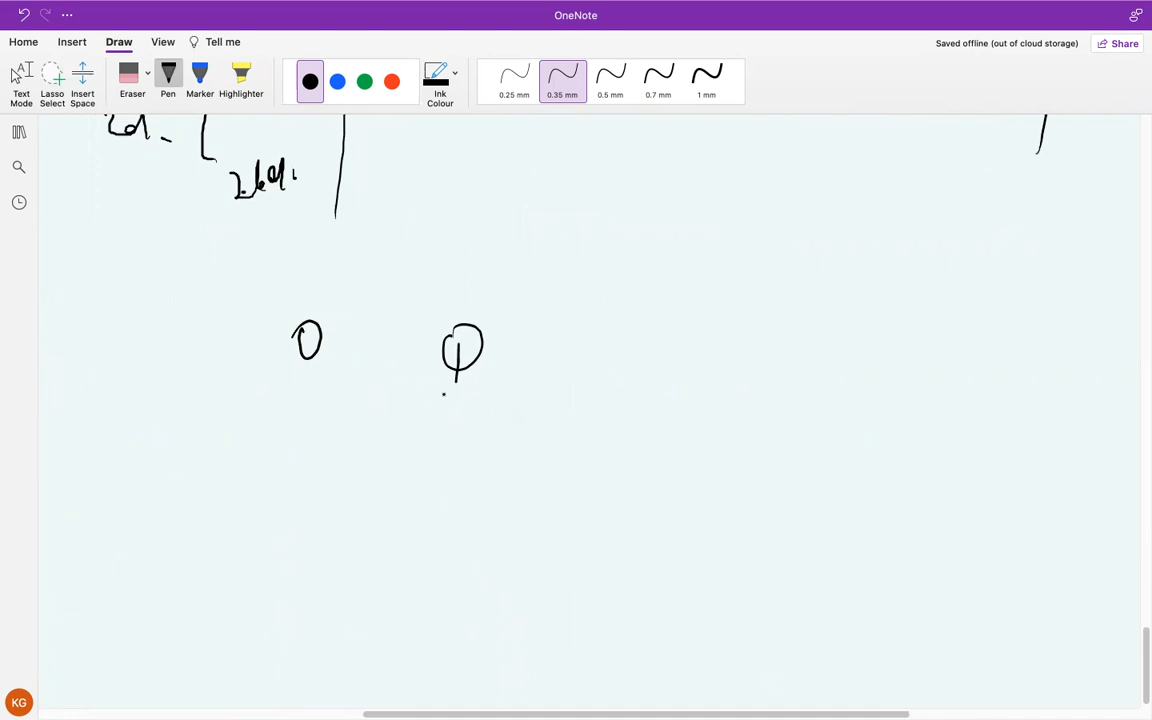 OneNote
Home Insert Draw View Tell me
Saved offline (out of cloud storage) Share
Text Mode
Lasso Select
Insert Space
Eraser
Pen
Marker
Highlighter
Ink Colour
0.25 mm
0.35 mm
0.5 mm
0.7 mm
1 mm
0
KG